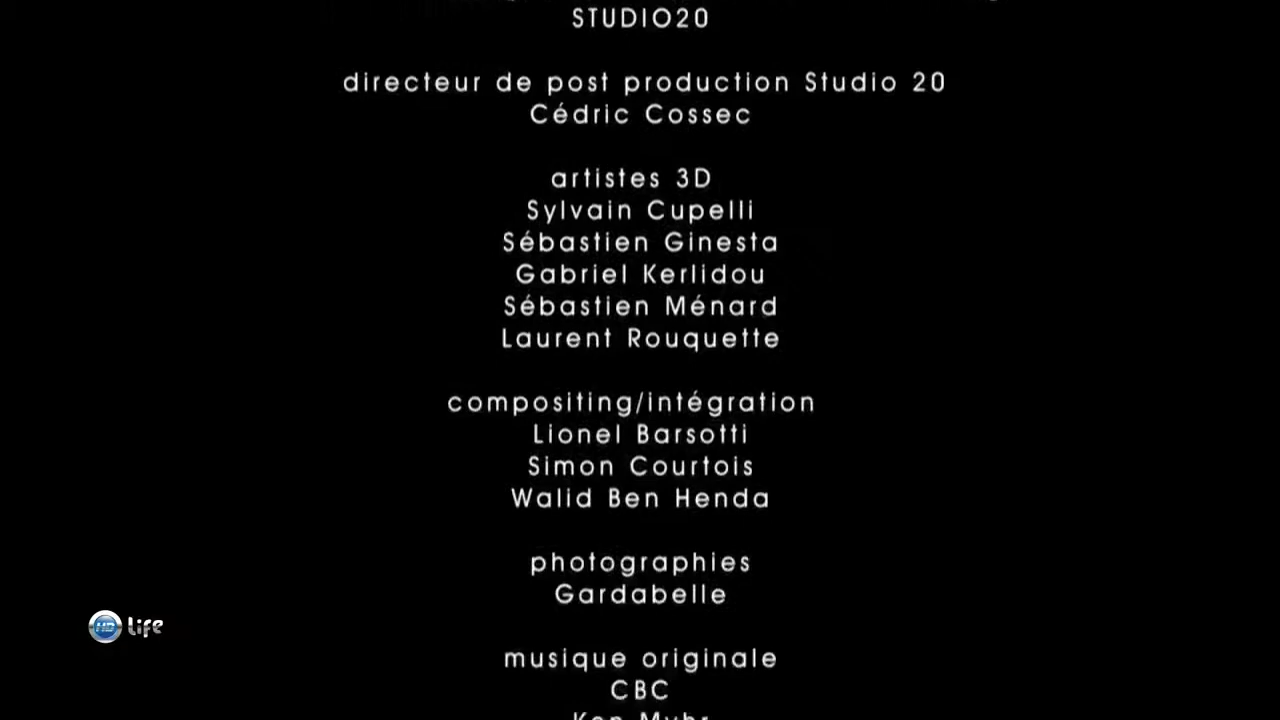 STUDIO20
directeur de post production Studio 20
Cédric Cossec
artistes 3D
Sylvain Cupelli
Sébastien Ginesta
Gabriel Kerlidou
Sébastien Ménard
Laurent Rouquette
compositing/intégration
Lionel Barsotti
Simon Courtois
Walid Ben Henda
photographies
Gardabelle
HD Life
musique originale
CBC